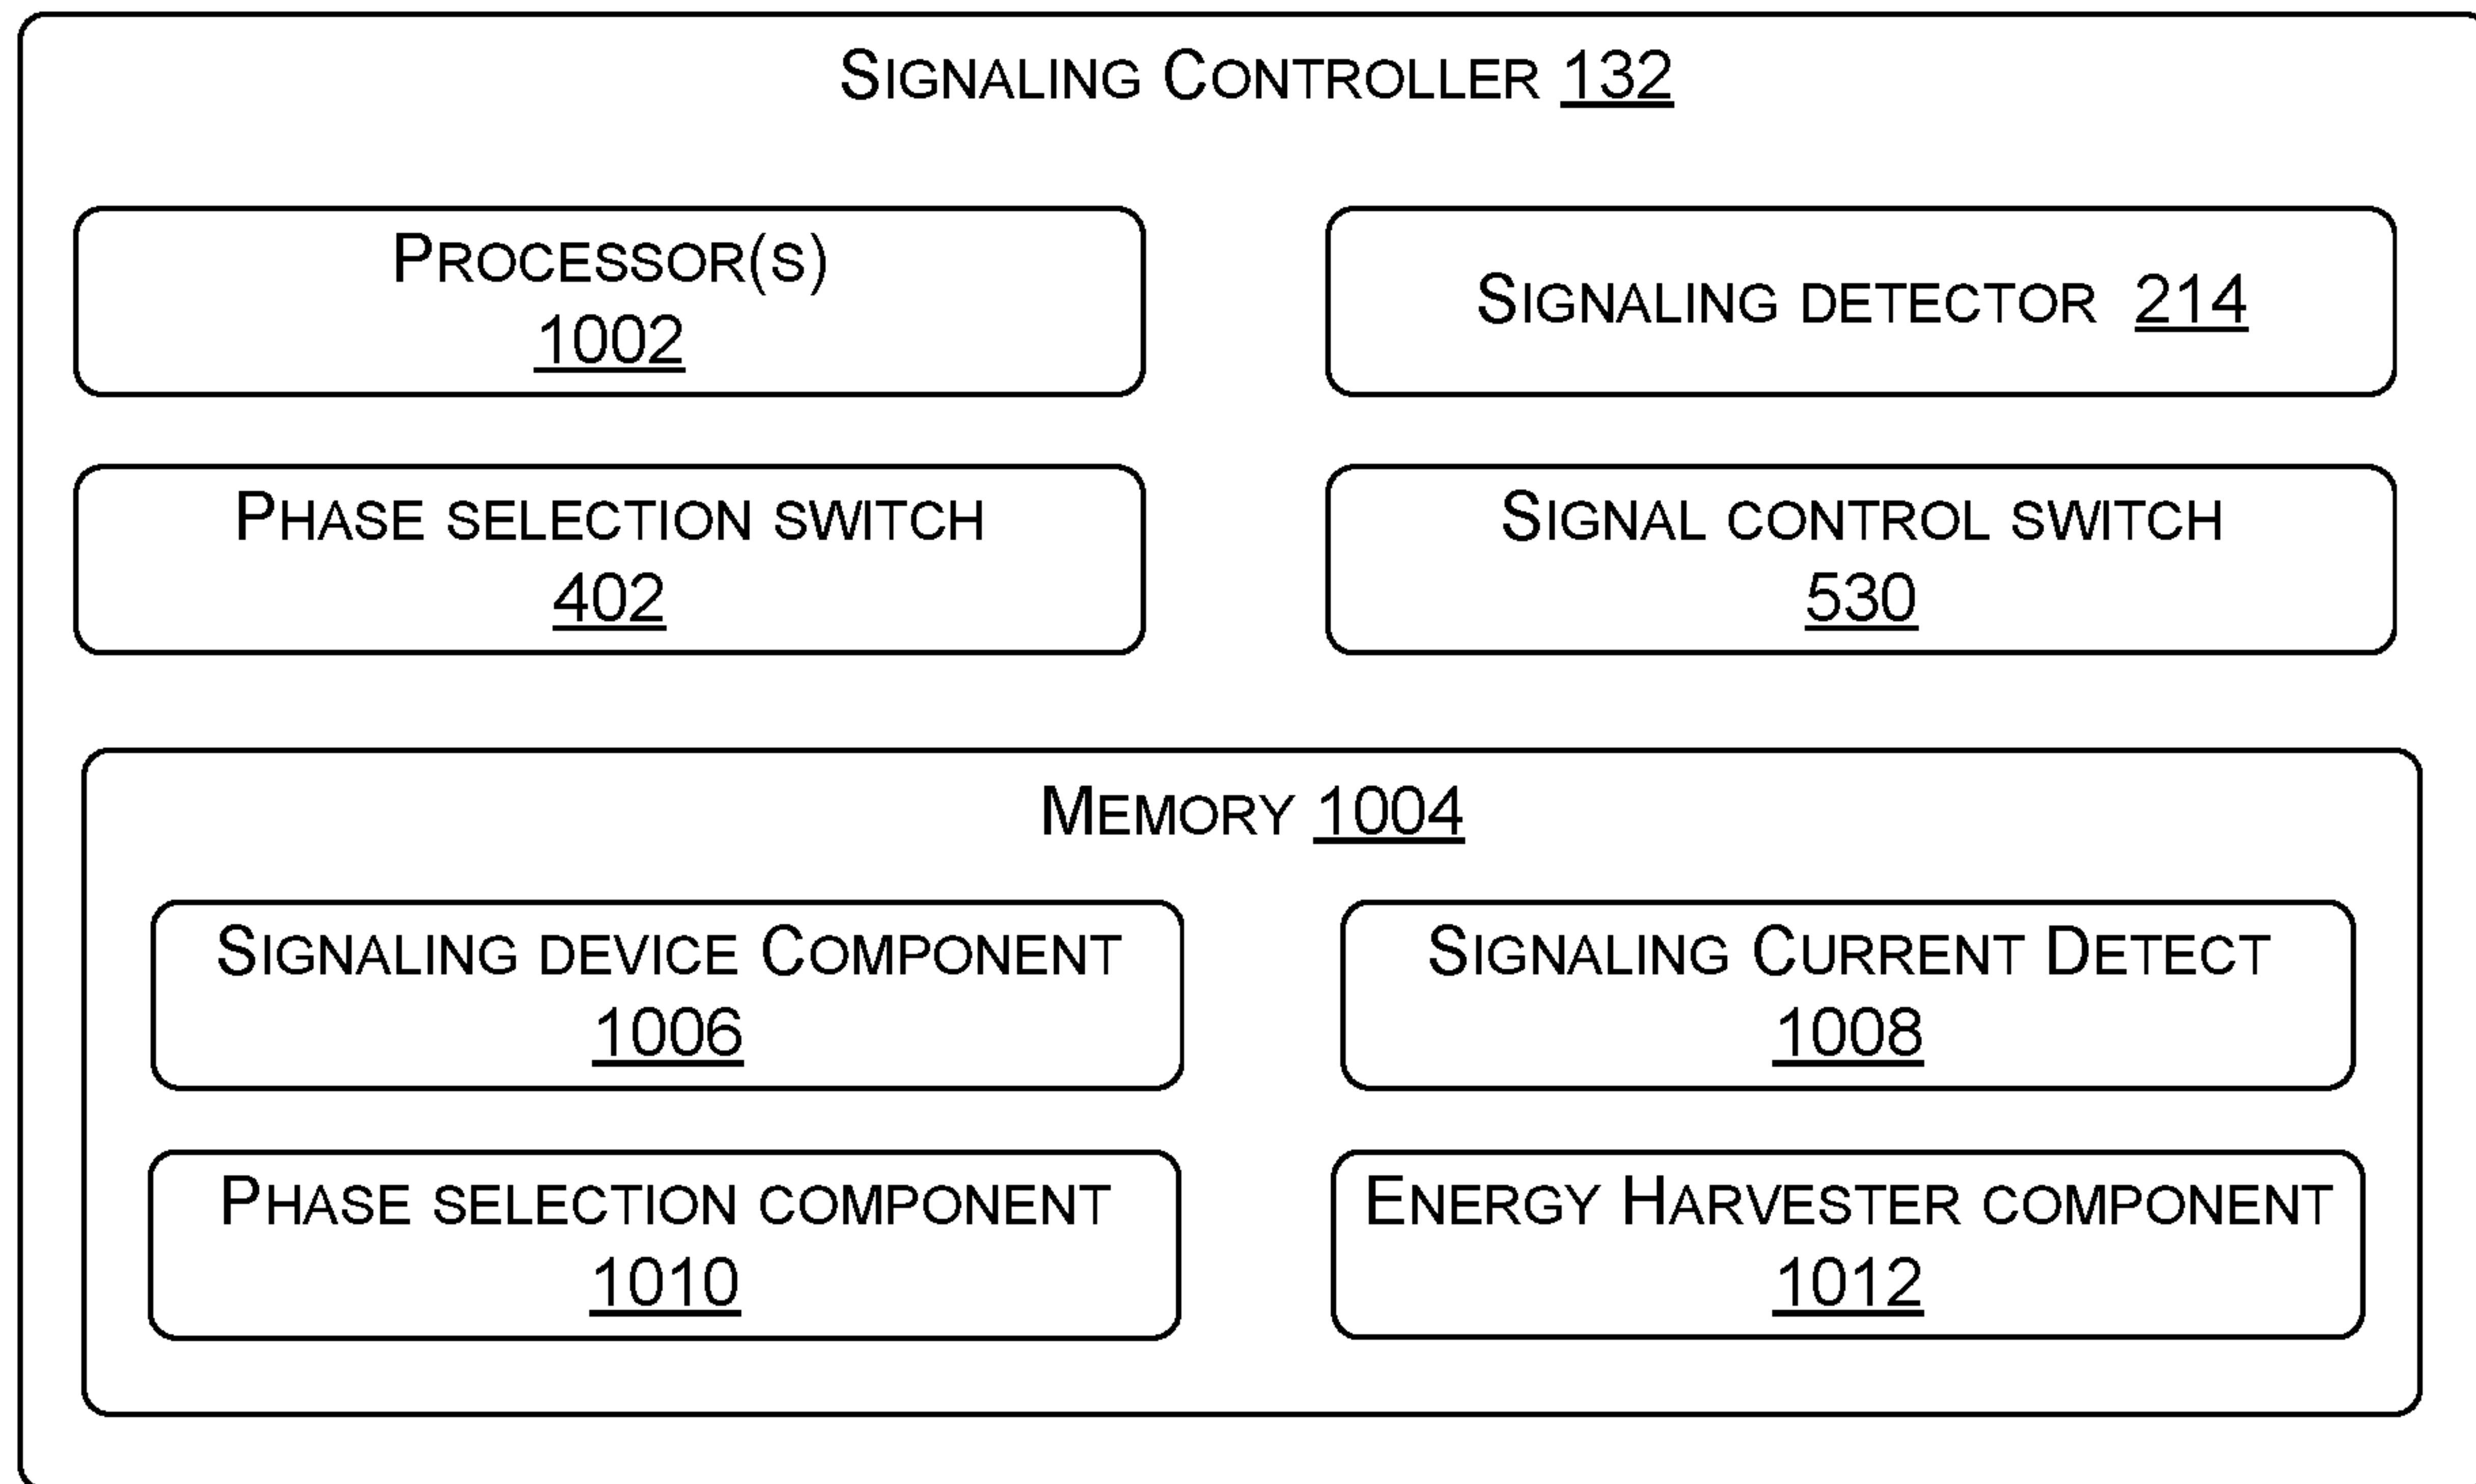 SIGNALING CONTROLLER 132
PROCESSOR(S)
1002
SIGNALING DETECTOR 214
PHASE SELECTION SWITCH
402
SIGNAL CONTROL SWITCH
530
MEMORY 1004
SIGNALING DEVICE COMPONENT
1006
SIGNALING CURRENT DETECT
1008
PHASE SELECTION COMPONENT
1010
ENERGY HARVESTER COMPONENT
1012